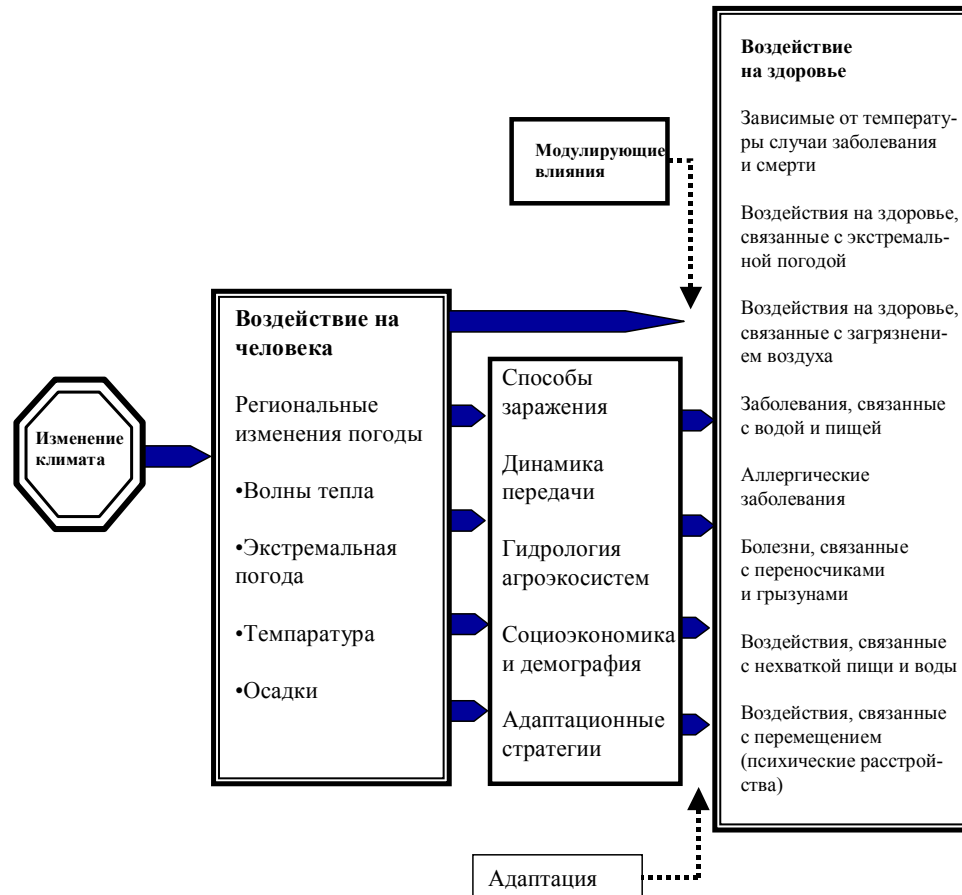 Изменение
климата
Воздействие на
человека
Региональные
изменения погоды
•Волны тепла
•Экстремальная
погода
•Темпаратура
•Осадки
Модулирующие
влияния
Способы
заражения
Динамика
передачи
Гидрология
агроэкосистем
Социоэкономика
и демография
Адаптационные
стратегии
Адаптация
Воздействие
на здоровье
Зависимые от температу-
ры случаи заболевания
и смерти
Воздействия на здоровье,
связанные с экстремаль-
ной погодой
Воздействия на здоровье,
связанные с загрязнени-
ем воздуха
Заболевания, связанные
с водой и пищей
Аллергические
заболевания
Болезни, связанные
с переносчиками
и грызунами
Воздействия, связанные
с нехваткой пищи и воды
Воздействия, связанные
с перемещением
(психические расстрой-
ства)